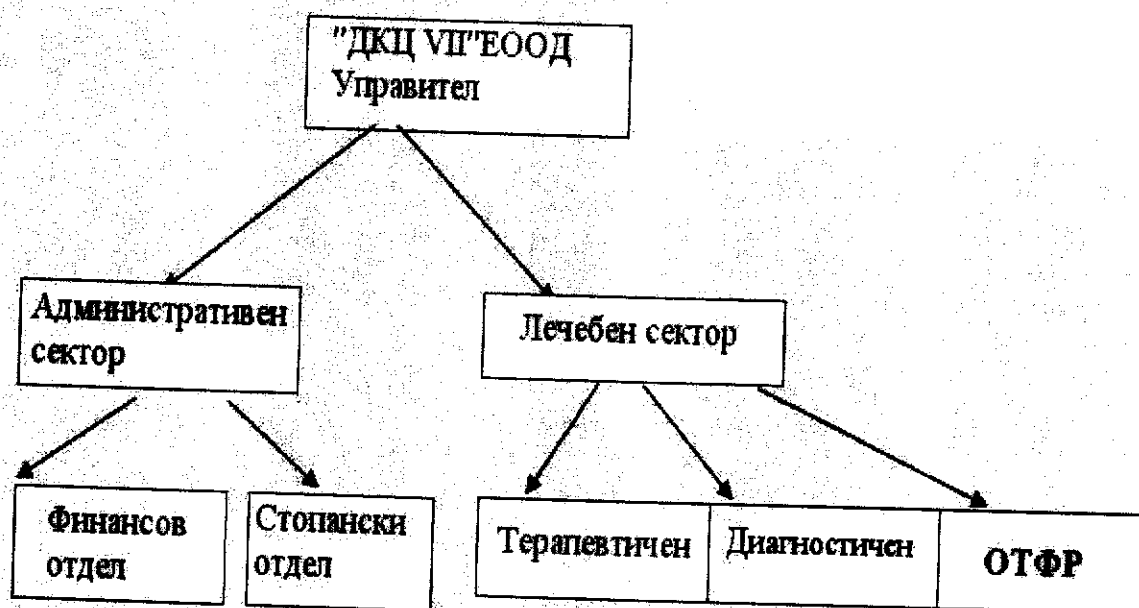 "ДКЦ VII"ЕООД
Управител
Административен
сектор
Лечебен сектор
Финансов
отдел
Стопански
отдел
Терапевтичен
Диагностичен
ОТФР